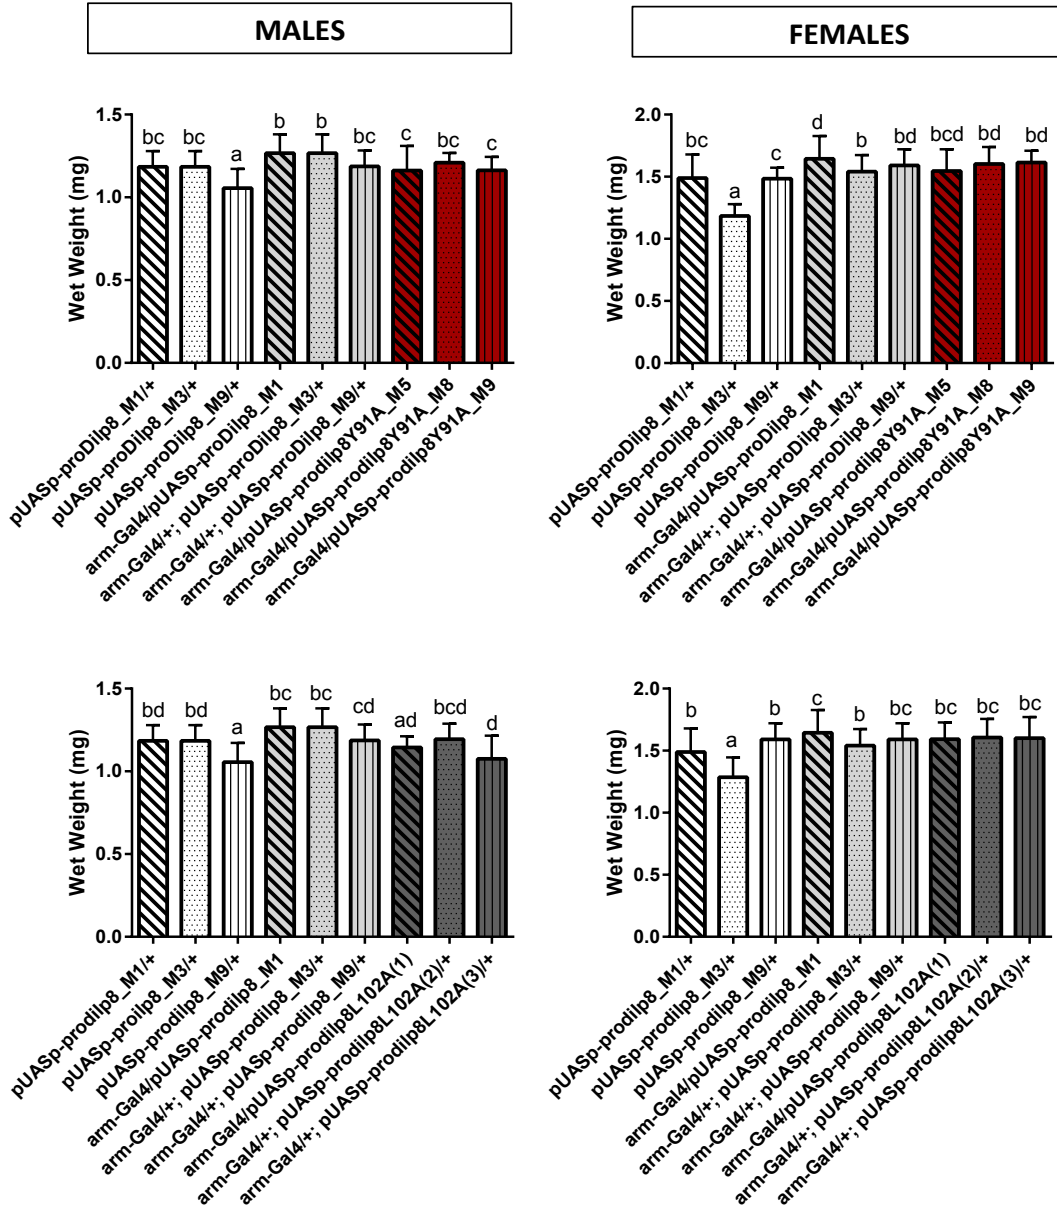 MALES
FEMALES
Wet Weight (mg)
1.5
1.0
0.5
0.0
bc
bc
a
b
b
bc
c
bc
c
pUASp-proDilp8_M1/+
pUASp-proDilp8_M3/+
pUASp-proDilp8_M9/+
arm-Gal4/pUASp-proDilp8_M1
arm-Gal4/+; pUASp-proDilp8_M3/+
arm-Gal4/+; pUASp-proDilp8_M9/+
arm-Gal4/pUASp-prodilp8Y91A_M5
arm-Gal4/pUASp-prodilp8Y91A_M8
arm-Gal4/pUASp-prodilp8Y91A_M9
Wet Weight (mg)
2.0
1.5
1.0
0.5
0.0
bc
a
c
d
b
bd
bcd
bd
bd
pUASp-proDilp8_M1/+
pUASp-proDilp8_M3/+
pUASp-proDilp8_M9/+
arm-Gal4/pUASp-proDilp8_M1
arm-Gal4/+; pUASp-proDilp8_M3/+
arm-Gal4/+; pUASp-proDilp8_M9/+
arm-Gal4/pUASp-prodilp8Y91A_M5
arm-Gal4/pUASp-prodilp8Y91A_M8
arm-Gal4/pUASp-prodilp8Y91A_M9
Wet Weight (mg)
1.5
1.0
0.5
0.0
bd
bd
a
bc
bc
cd
ad
bcd
d
pUASp-prodilp8_M1/+
pUASp-proilp8_M3/+
pUASp-prodilp8_M9/+
arm-Gal4/pUASp-prodilp8_M1
arm-Gal4/+; pUASp-prodilp8_M3/+
arm-Gal4/+; pUASp-prodilp8_M9/+
arm-Gal4/pUASp-prodilp8L102A(1)
arm-Gal4/+; pUASp-prodilp8L102A(2)/+
arm-Gal4/+; pUASp-prodilp8L102A(3)/+
Wet Weight (mg)
2.0
1.5
1.0
0.5
0.0
b
a
b
c
b
bc
bc
bc
bc
pUASp-prodilp8_M1/+
pUASp-prodilp8_M3/+
pUASp-prodilp8_M9/+
arm-Gal4/pUASp-prodilp8_M1
arm-Gal4/+; pUASp-prodilp8_M3/+
arm-Gal4/+; pUASp-prodilp8_M9/+
arm-Gal4/pUASp-prodilp8L102A(1)
arm-Gal4/+; pUASp-prodilp8L102A(2)/+
arm-Gal4/+; pUASp-prodilp8L102A(3)/+